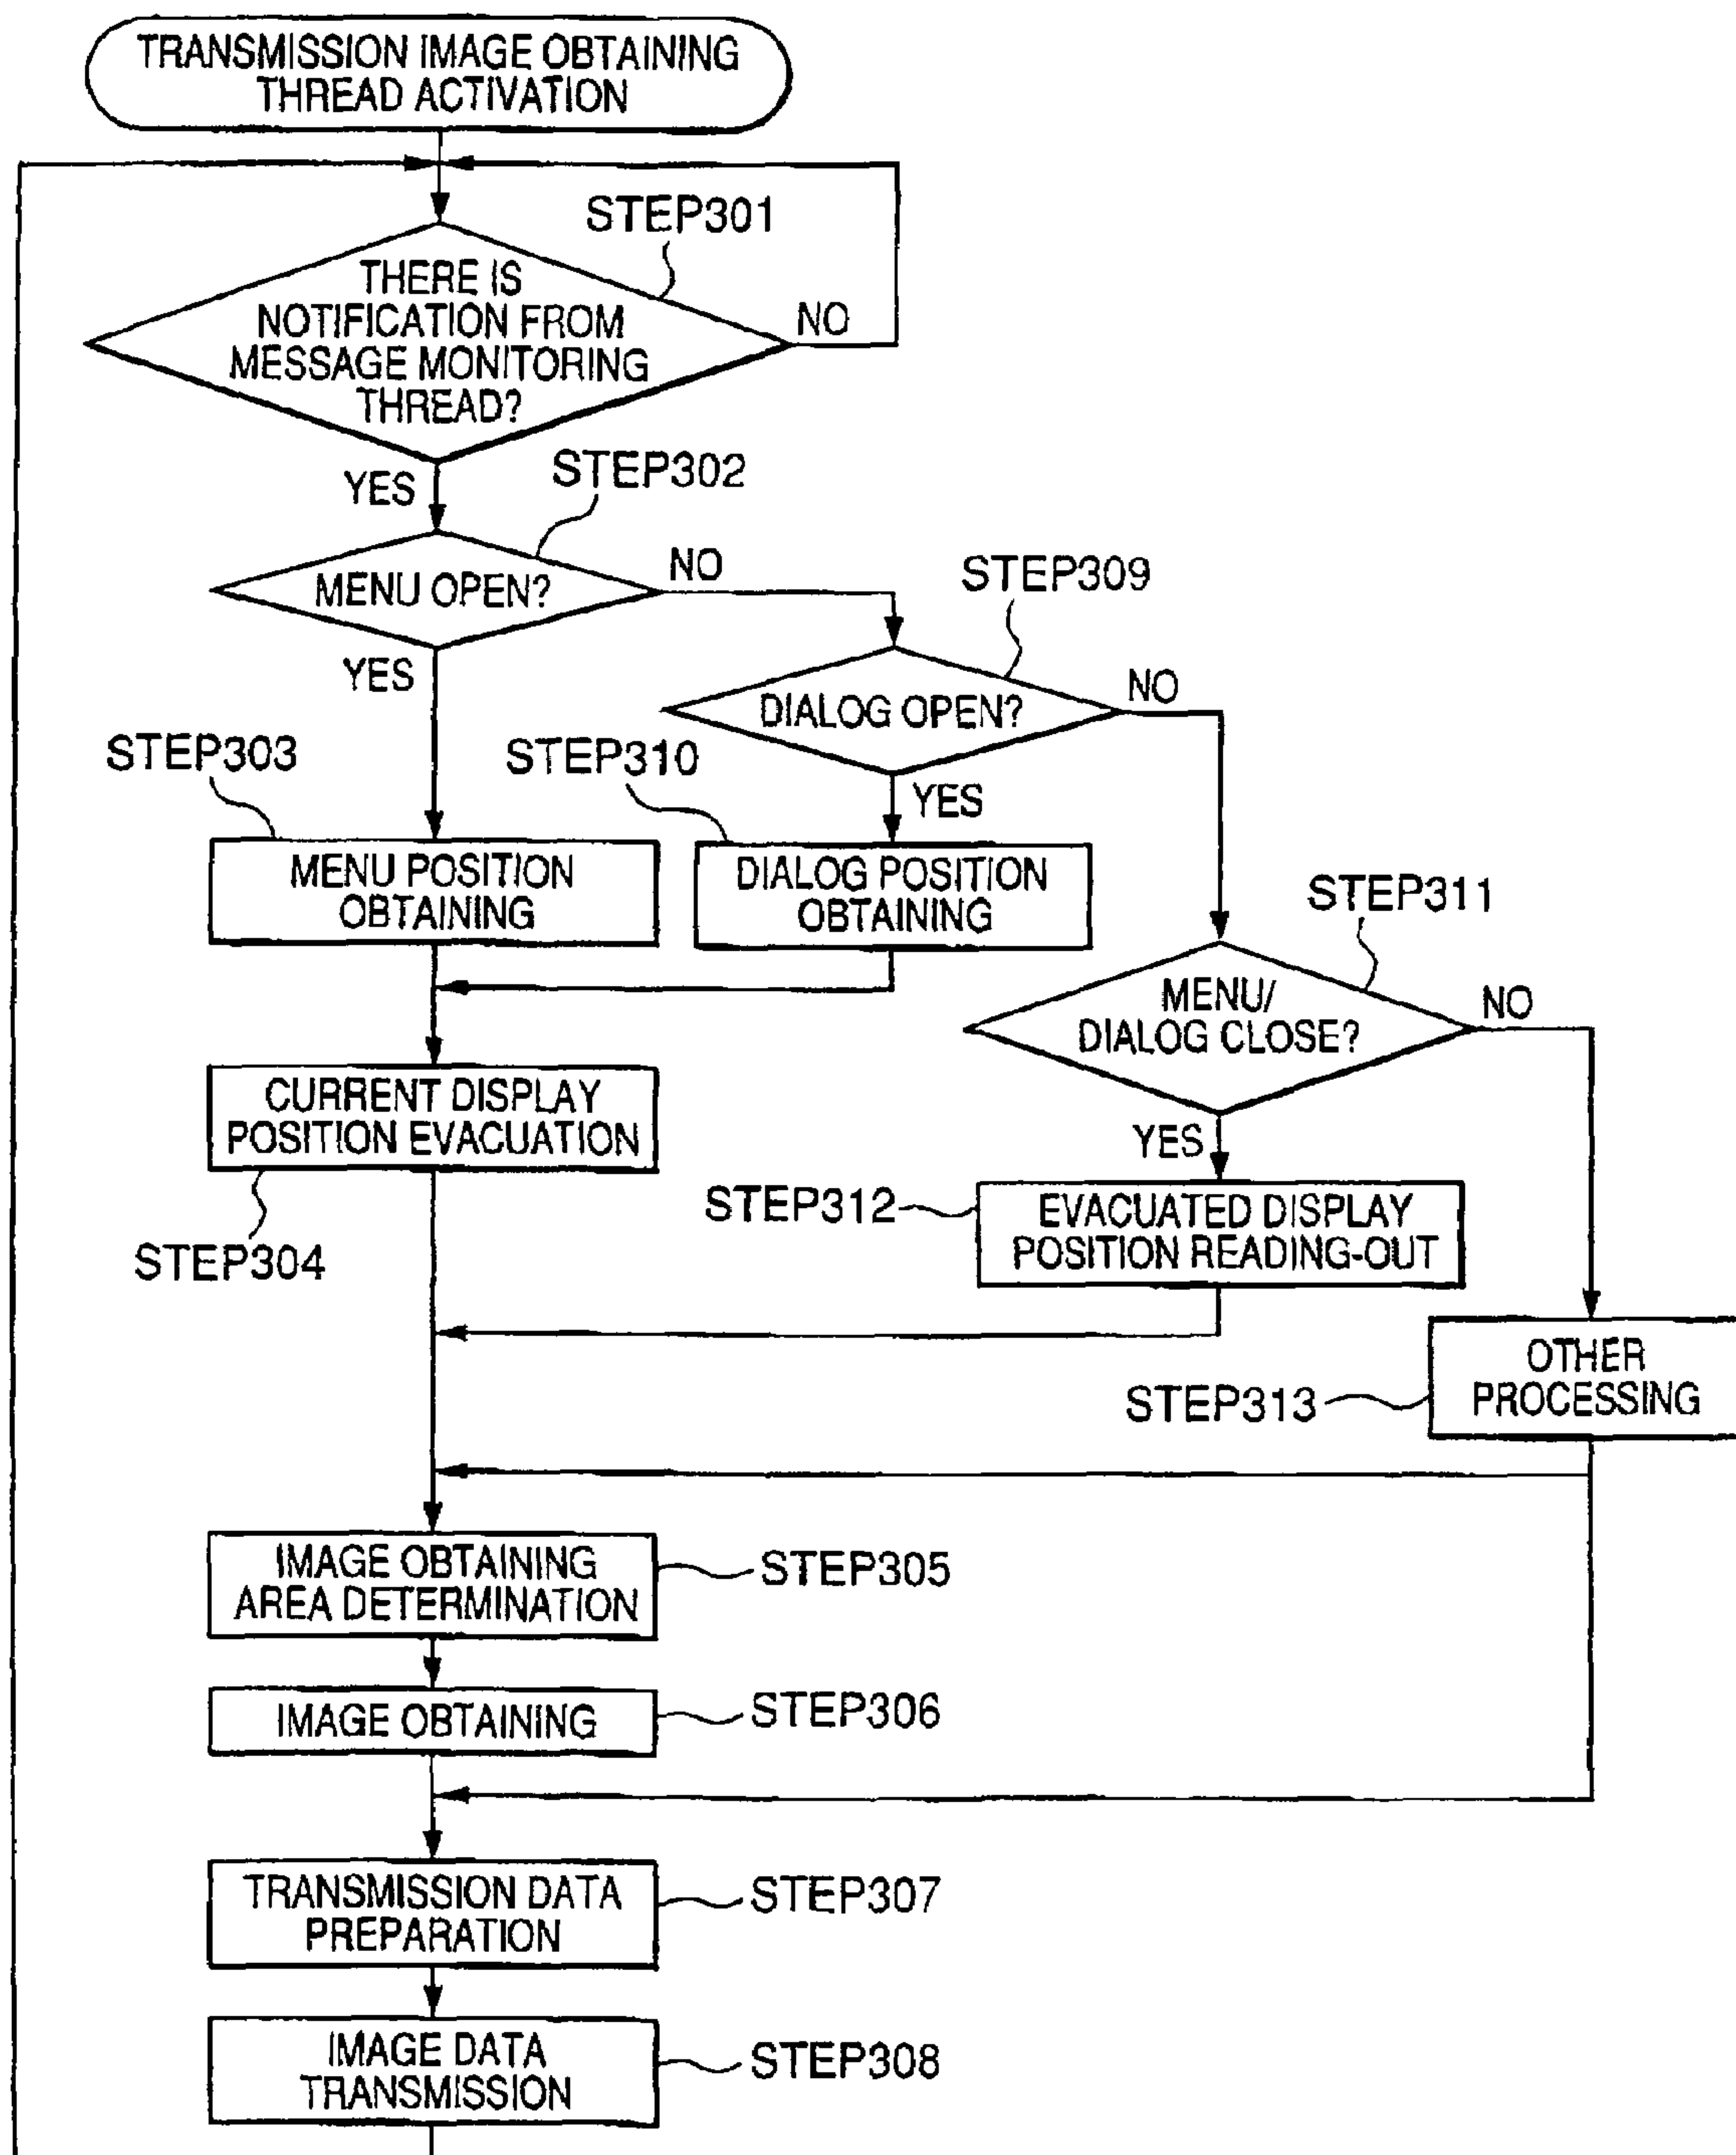 TRANSMISSION IMAGE OBTAINING
THREAD ACTIVATION
STEP301
THERE IS
NOTIFICATION FROM
MESSAGE MONITORING
THREAD?
NO
YES
STEP302
MENU OPEN?
NO
YES
STEP309
DIALOG OPEN?
NO
YES
STEP303
MENU POSITION
OBTAINING
STEP310
DIALOG POSITION
OBTAINING
STEP311
MENU/
DIALOG CLOSE?
NO
YES
CURRENT DISPLAY
POSITION EVACUATION
STEP304
STEP312
EVACUATED DISPLAY
POSITION READING-OUT
OTHER
PROCESSING
STEP313
IMAGE OBTAINING
AREA DETERMINATION
STEP305
IMAGE OBTAINING
STEP306
TRANSMISSION DATA
PREPARATION
STEP307
IMAGE DATA
TRANSMISSION
STEP308